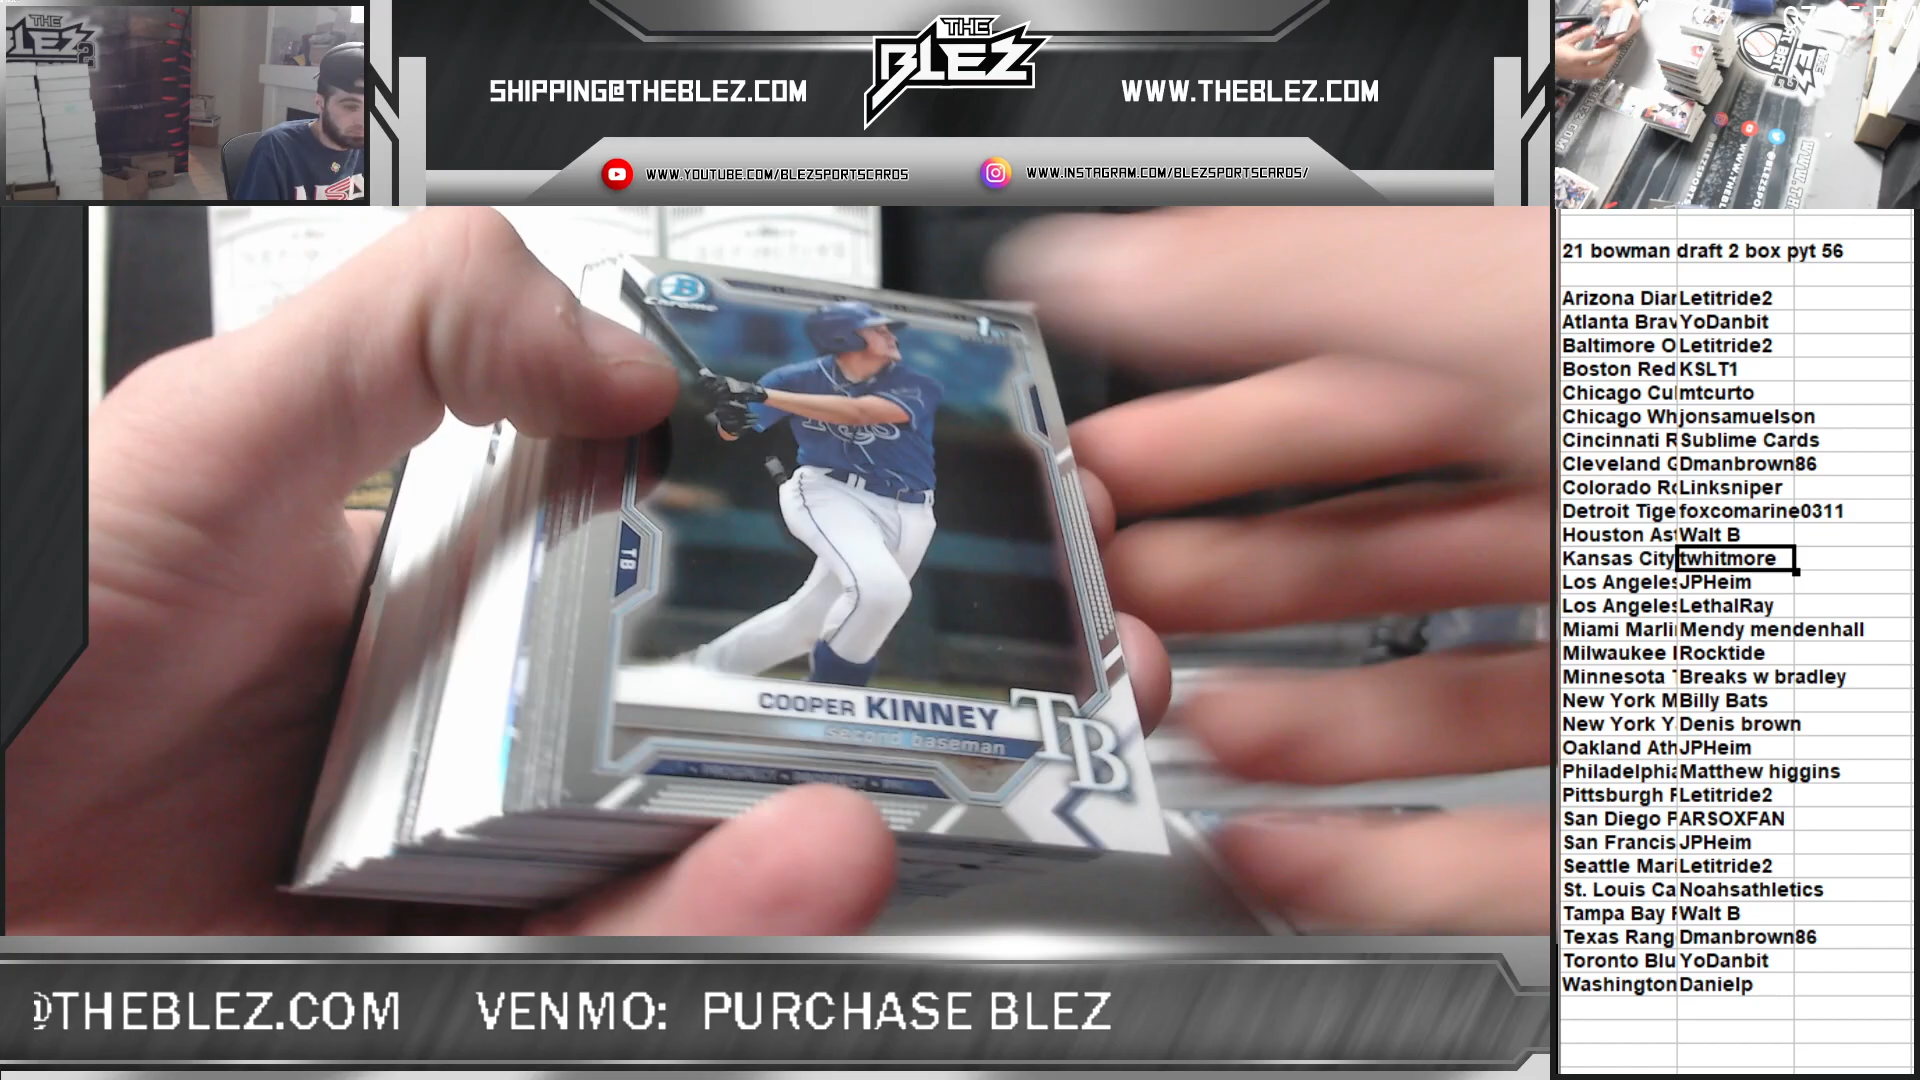 THE
BLEZ
SHIPPING@THEBLEZ.COM
WWW.THEBLEZ.COM
WWW.YOUTUBE.COM/BLEZSPORTSCARDS
WWW.INSTAGRAM.COM/BLEZSPORTSCARDS/
B
Chrome
1st
TB
COOPER KINNEY
second baseman
TB
@THEBLEZ.COM VENMO: PURCHASE BLEZ
21 bowman draft 2 box pyt 56
Arizona Diar Letitride2
Atlanta Brav YoDanbit
Baltimore O Letitride2
Boston Red KSLT1
Chicago Cu mtcurto
Chicago Wh jonsamuelson
Cincinnati R Sublime Cards
Cleveland G Dmanbrown86
Colorado Ro Linksniper
Detroit Tige foxcomarine0311
Houston Ast Walt B
Kansas City twhitmore
Los Angeles JPHeim
Los Angeles LethalRay
Miami Marli Mendy mendenhall
Milwaukee Rocktide
Minnesota Breaks w bradley
New York M Billy Bats
New York Y Denis brown
Oakland Ath JPHeim
Philadelphia Matthew higgins
Pittsburgh P Letitride2
San Diego P ARSOXFAN
San Francis JPHeim
Seattle Mari Letitride2
St. Louis Ca Noahsathletics
Tampa Bay Walt B
Texas Rang Dmanbrown86
Toronto Blu YoDanbit
Washington Danielp